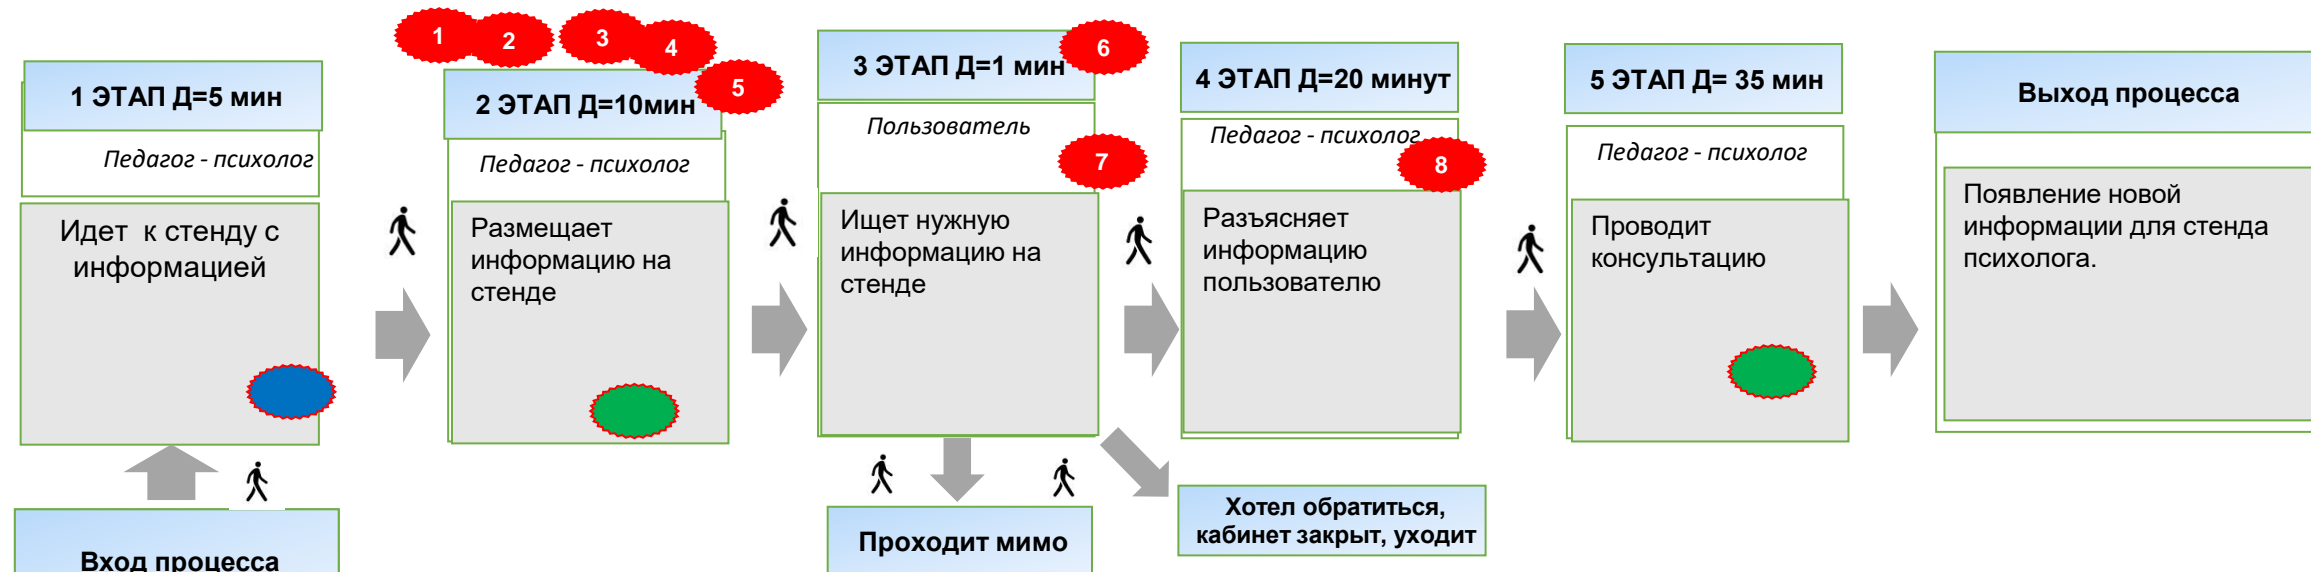 1 ЭТАП Д=5 мин
Педагог - психолог
Идет к стенду с
информацией
Вход процесса
1
2
3
4
5
2 ЭТАП Д=10мин
Педагог - психолог
Размещает
информацию на
стенде
6
3 ЭТАП Д=1 мин
Пользователь
7
Ищет нужную
информацию на
стенде
Проходит мимо
Хотел обратиться,
кабинет закрыт, уходит
4 ЭТАП Д=20 минут
Педагог - психолог
8
Разъясняет
информацию
пользователю
5 ЭТАП Д= 35 мин
Педагог - психолог
Проводит
консультацию
Выход процесса
Появление новой
информации для стенда
психолога.